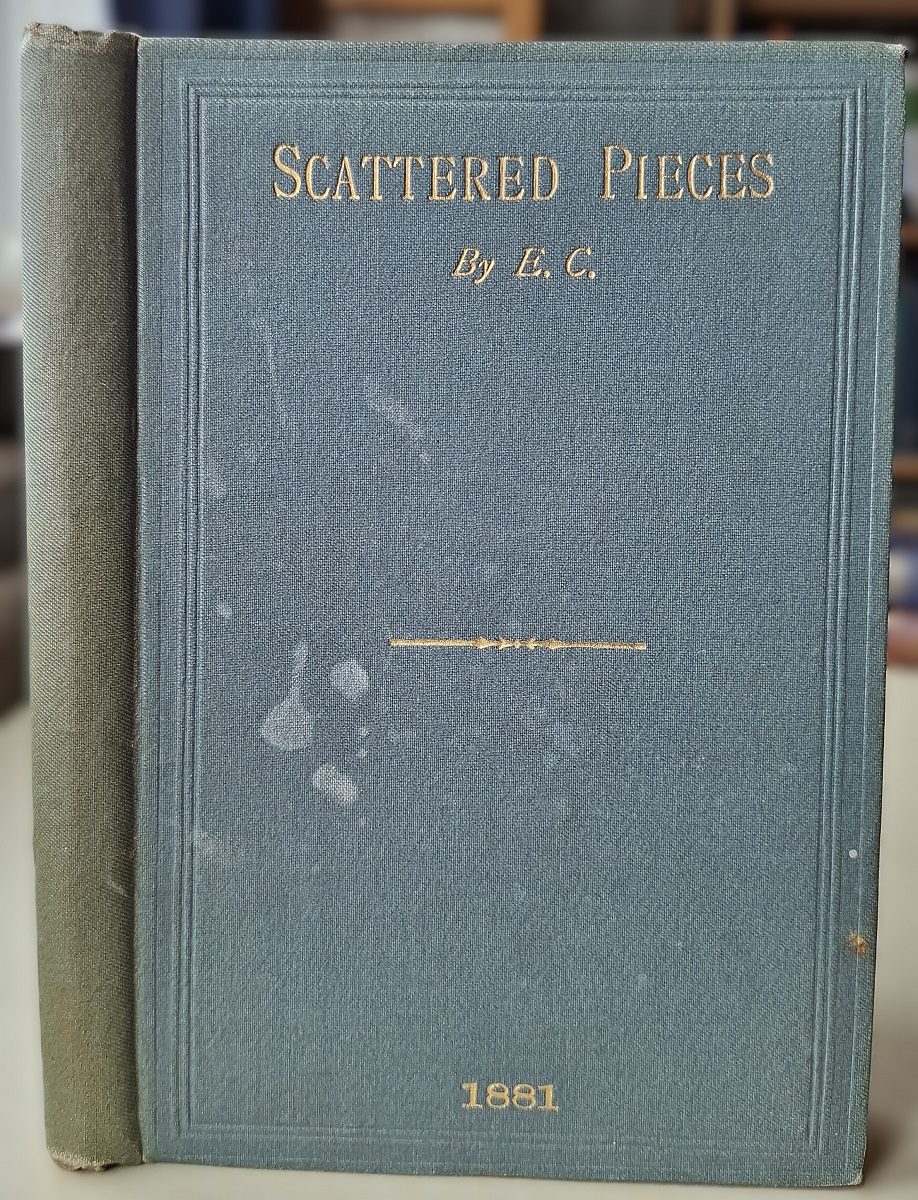 SCATTERED PIECES
By E. C.
1881